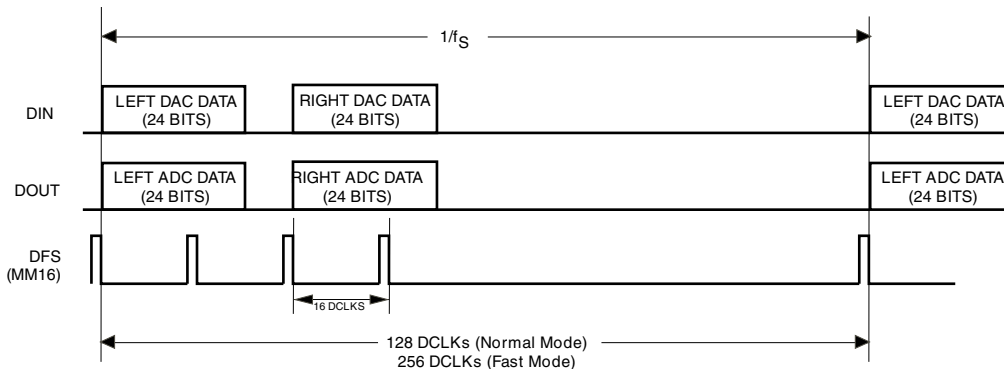 1/fS
DIN
LEFT DAC DATA
(24 BITS)
RIGHT DAC DATA
(24 BITS)
LEFT DAC DATA
(24 BITS)
DOUT
LEFT ADC DATA
(24 BITS)
RIGHT ADC DATA
(24 BITS)
LEFT ADC DATA
(24 BITS)
DFS
(MM16)
16 DCLKS
128 DCLKs (Normal Mode)
256 DCLKs (Fast Mode)